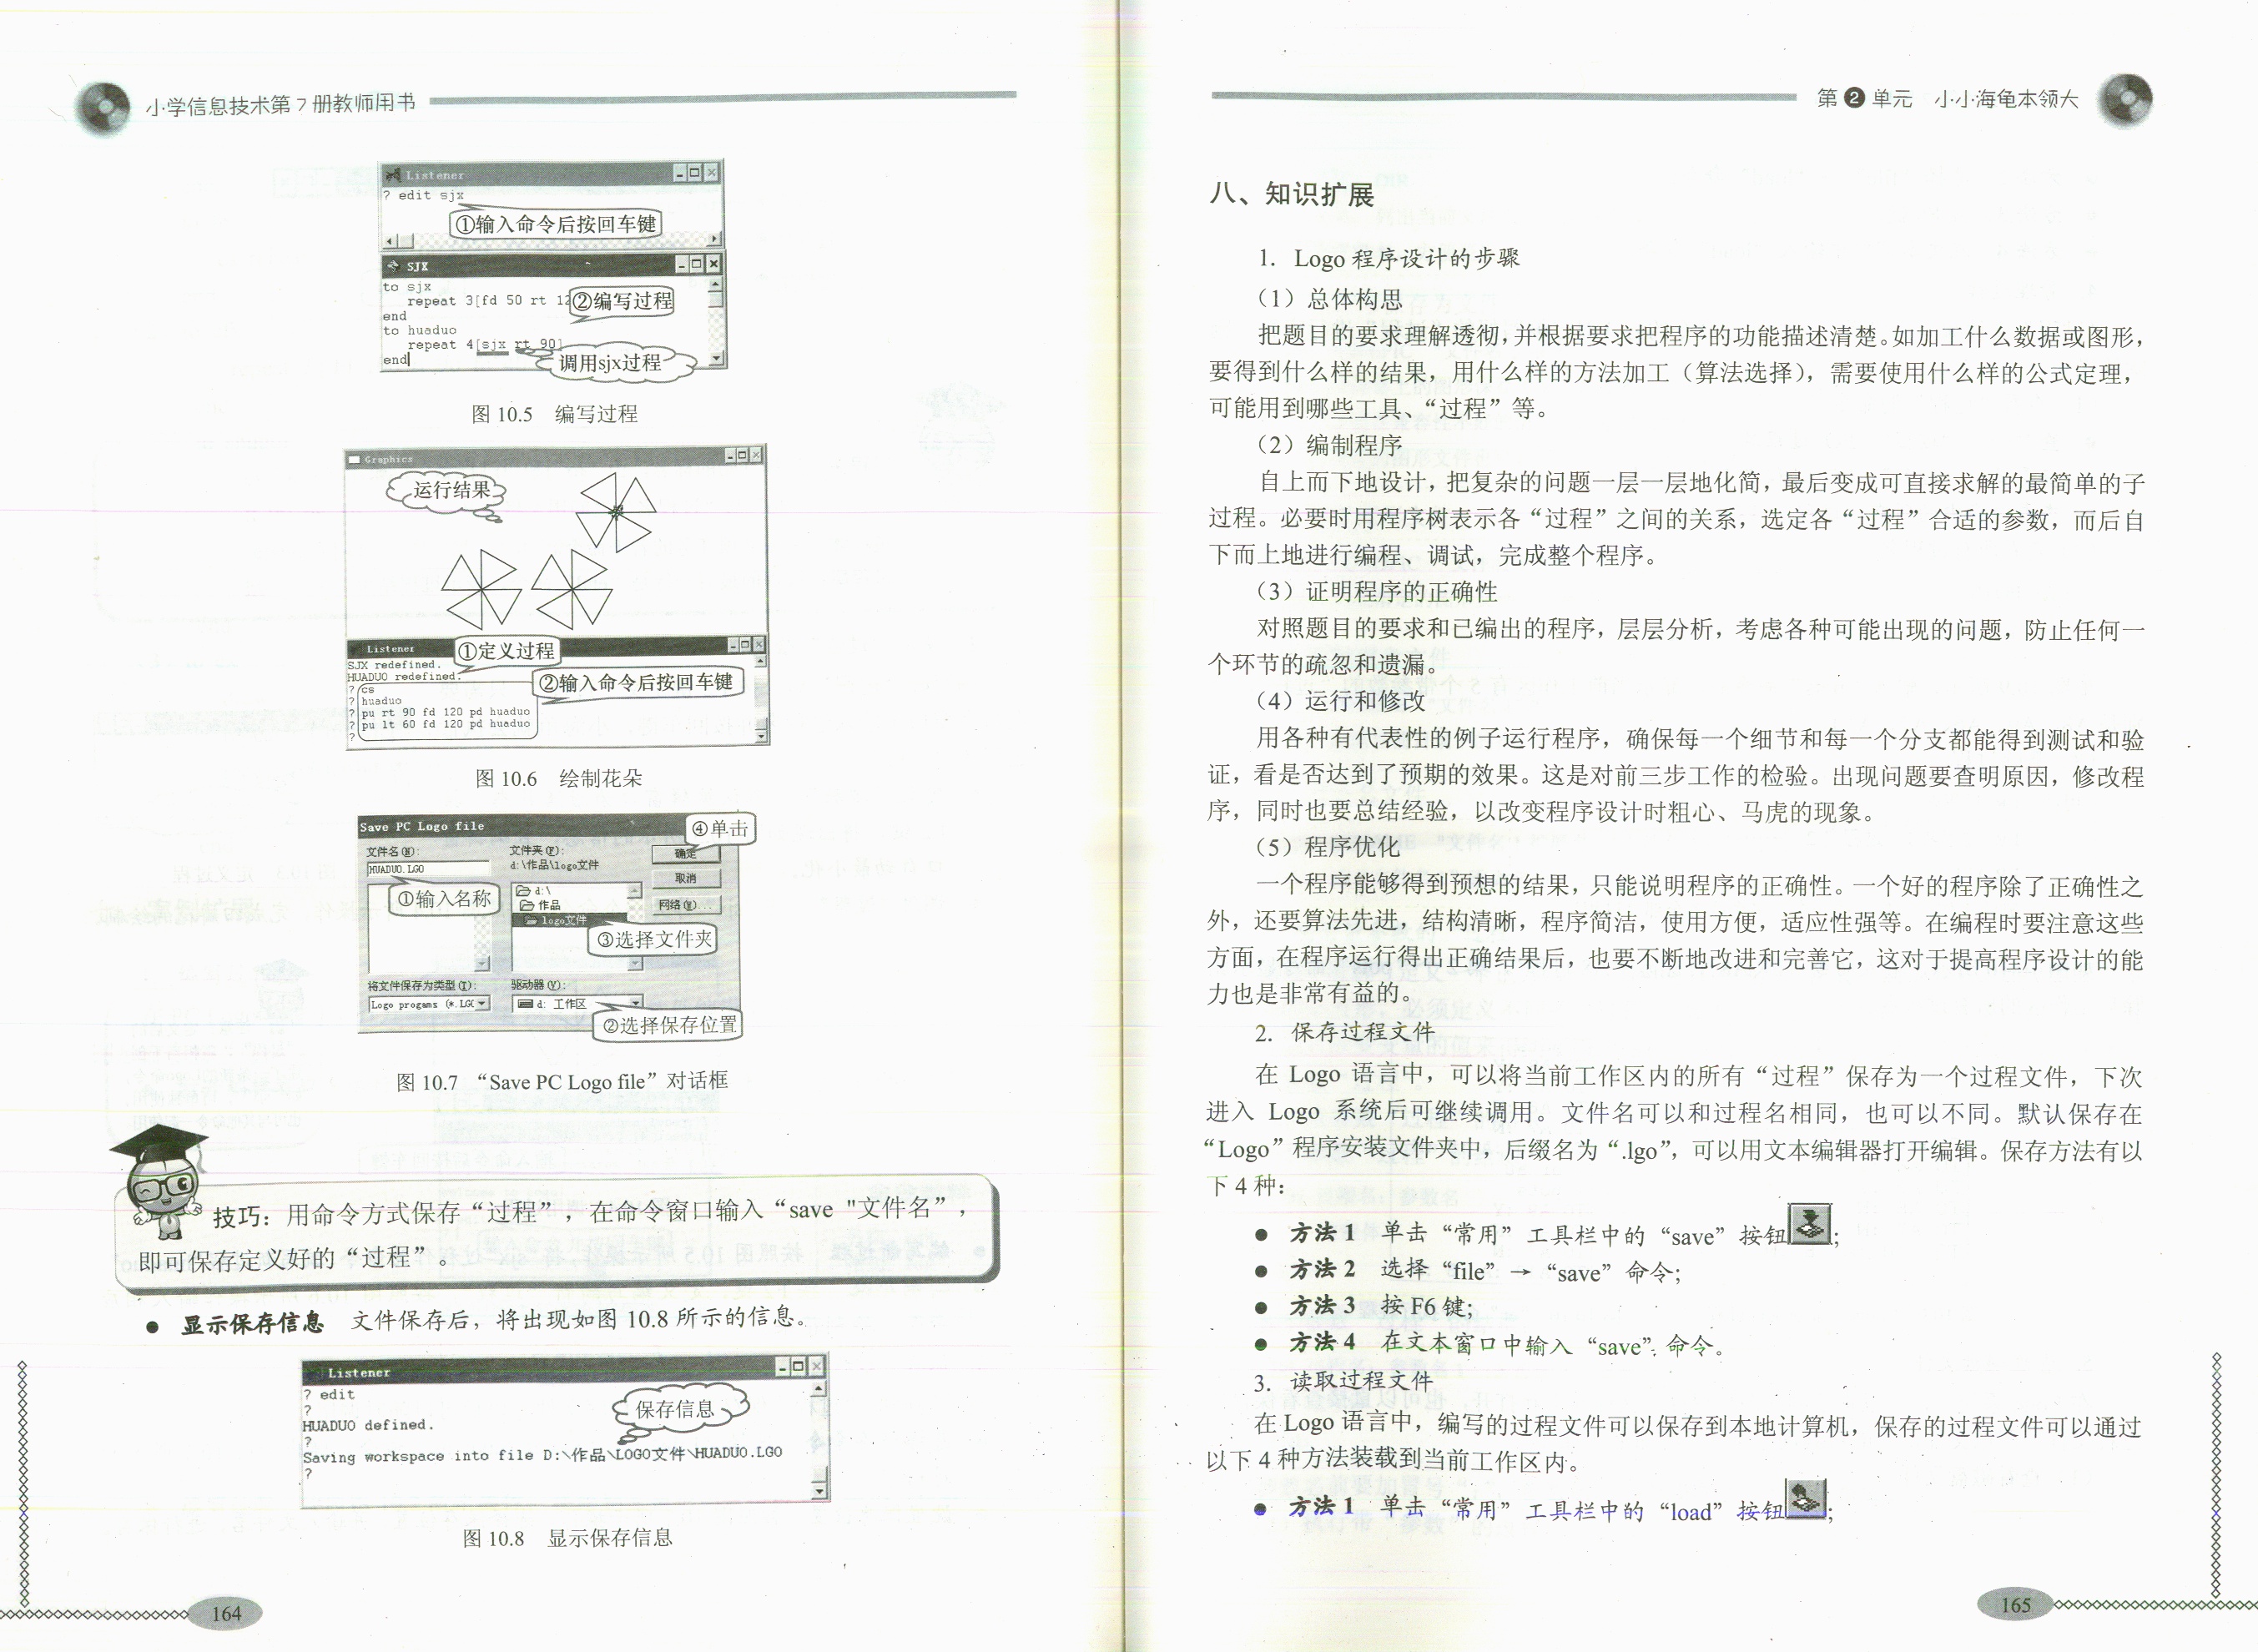 小学信息技术第7册教师用书
Listener
? edit sjx
①输入命令后按回车键
SJX
to sjx
repeat 3[fd 50 rt 12
②编写过程
end
to huaduo
repeat 4[sjx rt 90]
end
调用sjx过程
图 10.5 编写过程
Graphics
运行结果
Listener
①定义过程
SJX redefined.
HUADUO redefined.
②输入命令后按回车键
? cs
? huaduo
? pu rt 90 fd 120 pd huaduo
? pu lt 60 fd 120 pd huaduo
?
图 10.6 绘制花朵
Save PC Logo file
④单击
文件名(N):
文件夹(F):
确定
HUADUO.LGO
d:\作品\logo文件
取消
①输入名称
d:\
作品
网络(W)...
logo文件
③选择文件夹
将文件保存为类型(T):
驱动器(V):
Logo progams (*.LGO
d: 工作区
②选择保存位置
图 10.7 “Save PC Logo file”对话框
技巧：用命令方式保存“过程”，在命令窗口输入“save "文件名”，
即可保存定义好的“过程”。
● 显示保存信息 文件保存后，将出现如图 10.8 所示的信息。
Listener
? edit
?
保存信息
HUADUO defined.
?
Saving workspace into file D:\作品\LOGO文件\HUADUO.LGO
?
图 10.8 显示保存信息
164
第2单元 小小海龟本领大
八、知识扩展
1. Logo 程序设计的步骤
（1）总体构思
把题目的要求理解透彻，并根据要求把程序的功能描述清楚。如加工什么数据或图形，
要得到什么样的结果，用什么样的方法加工（算法选择），需要使用什么样的公式定理，
可能用到哪些工具、“过程”等。
（2）编制程序
自上而下地设计，把复杂的问题一层一层地化简，最后变成可直接求解的最简单的子
过程。必要时用程序树表示各“过程”之间的关系，选定各“过程”合适的参数，而后自
下而上地进行编程、调试，完成整个程序。
（3）证明程序的正确性
对照题目的要求和已编出的程序，层层分析，考虑各种可能出现的问题，防止任何一
个环节的疏忽和遗漏。
（4）运行和修改
用各种有代表性的例子运行程序，确保每一个细节和每一个分支都能得到测试和验
证，看是否达到了预期的效果。这是对前三步工作的检验。出现问题要查明原因，修改程
序，同时也要总结经验，以改变程序设计时粗心、马虎的现象。
（5）程序优化
一个程序能够得到预想的结果，只能说明程序的正确性。一个好的程序除了正确性之
外，还要算法先进，结构清晰，程序简洁，使用方便，适应性强等。在编程时要注意这些
方面，在程序运行得出正确结果后，也要不断地改进和完善它，这对于提高程序设计的能
力也是非常有益的。
2. 保存过程文件
在 Logo 语言中，可以将当前工作区内的所有“过程”保存为一个过程文件，下次
进入 Logo 系统后可继续调用。文件名可以和过程名相同，也可以不同。默认保存在
“Logo”程序安装文件夹中，后缀名为“.lgo”，可以用文本编辑器打开编辑。保存方法有以
下 4 种：
● 方法 1 单击“常用”工具栏中的“save”按钮；
● 方法 2 选择“file”→“save”命令；
● 方法 3 按 F6 键；
● 方法 4 在文本窗口中输入“save”命令。
3. 读取过程文件
在 Logo 语言中，编写的过程文件可以保存到本地计算机，保存的过程文件可以通过
以下 4 种方法装载到当前工作区内。
● 方法 1 单击“常用”工具栏中的“load”按钮；
165